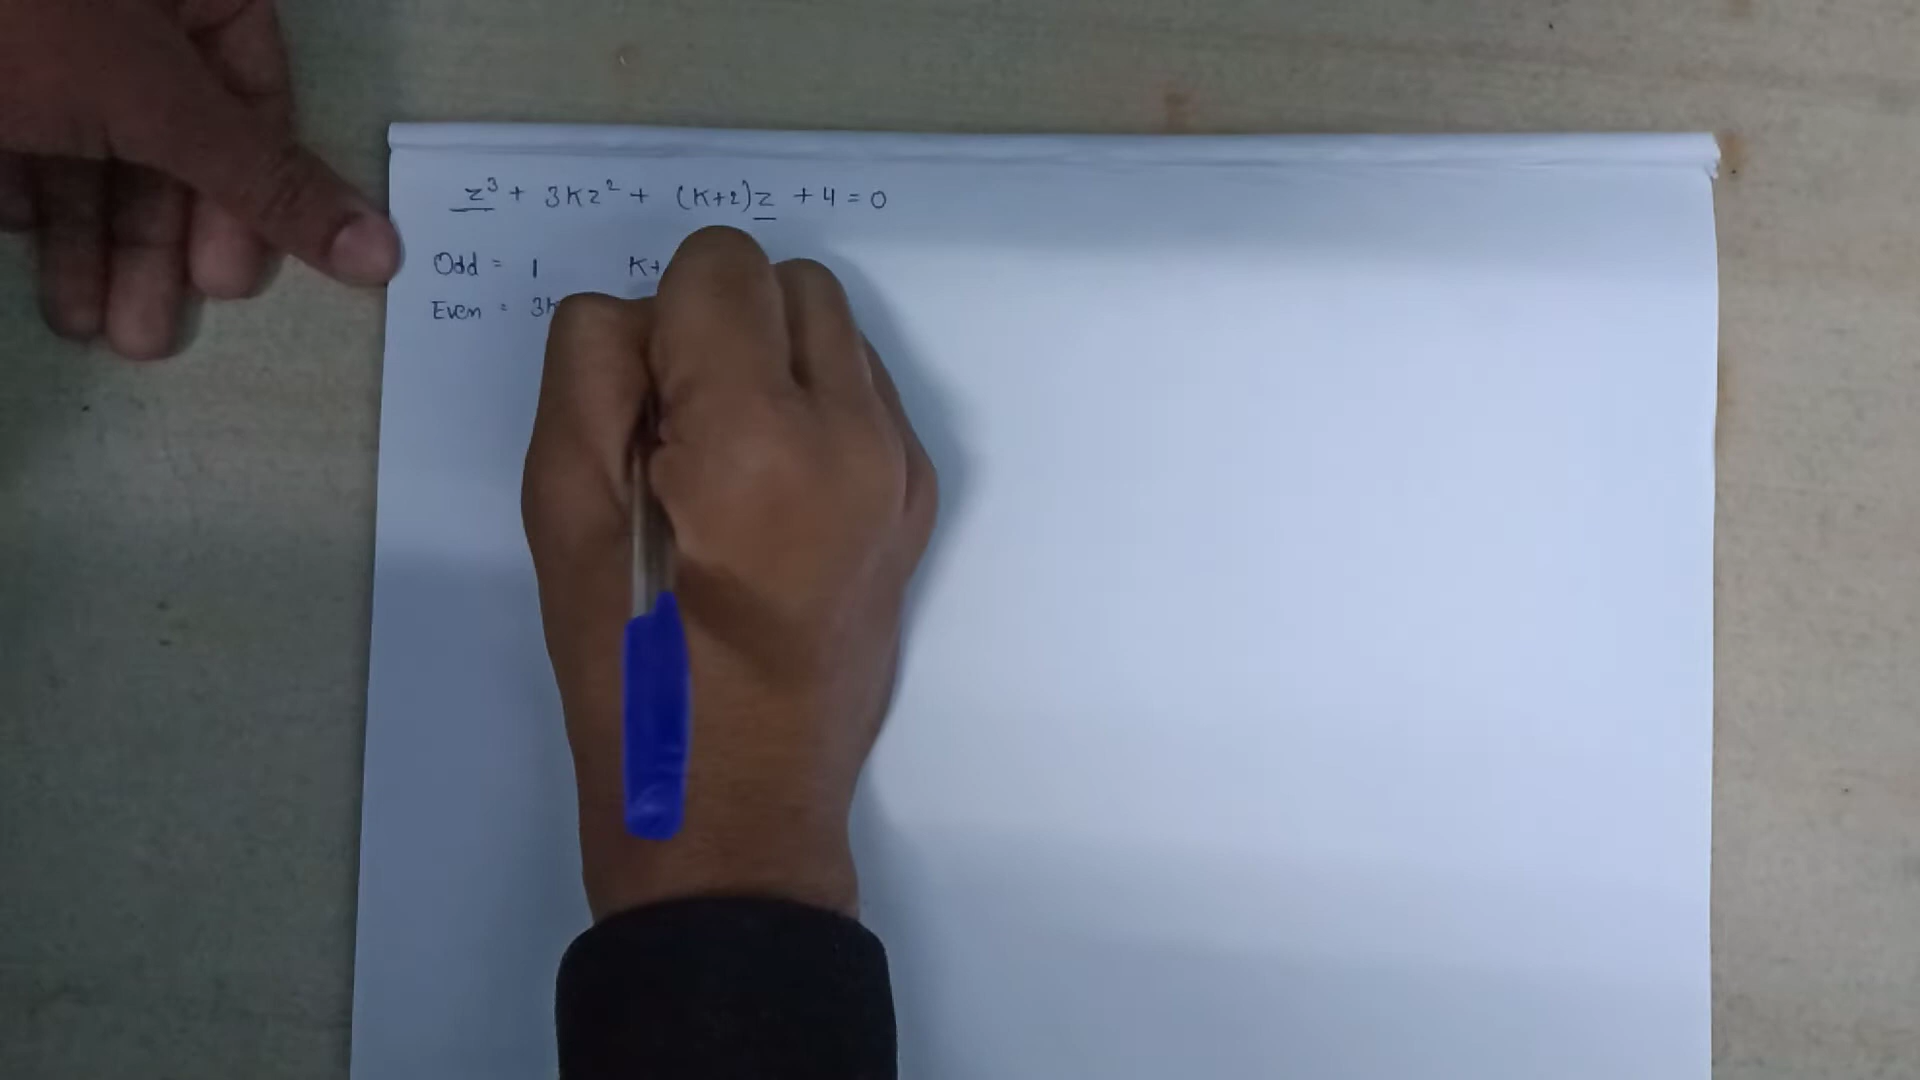 z³ + 3Kz² + (K+2)z + 4 = 0
Odd = 1 K+
Even = 3K